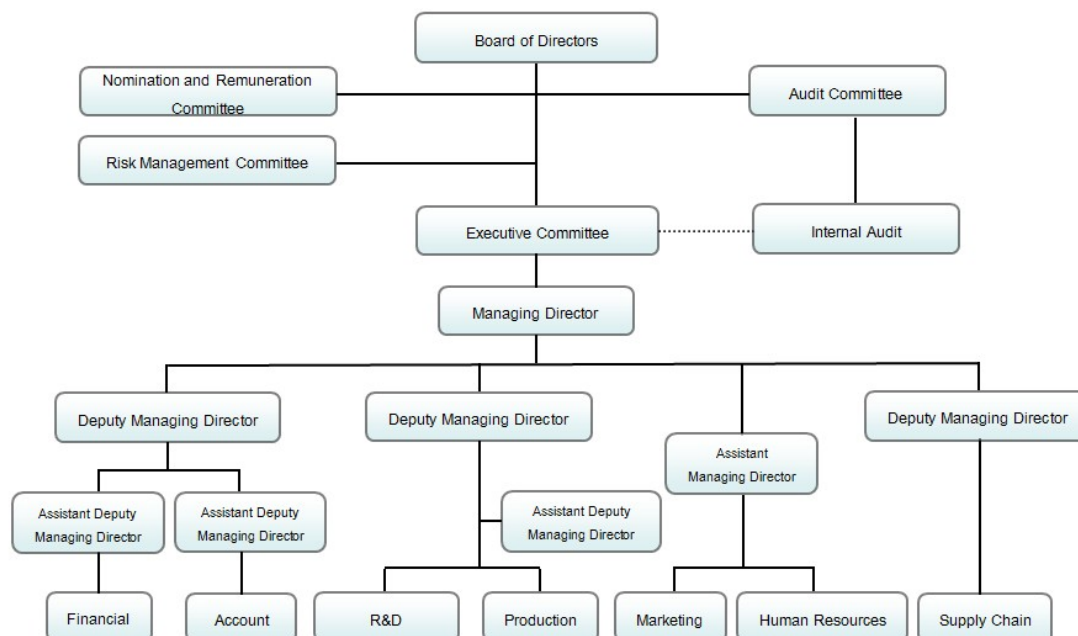 Board of Directors
Nomination and Remuneration
Committee
Audit Committee
Risk Management Committee
Executive Committee
Internal Audit
Managing Director
Deputy Managing Director
Deputy Managing Director
Deputy Managing Director
Assistant
Managing Director
Assistant Deputy
Managing Director
Assistant Deputy
Managing Director
Assistant Deputy
Managing Director
Financial
Account
R&D
Production
Marketing
Human Resources
Supply Chain